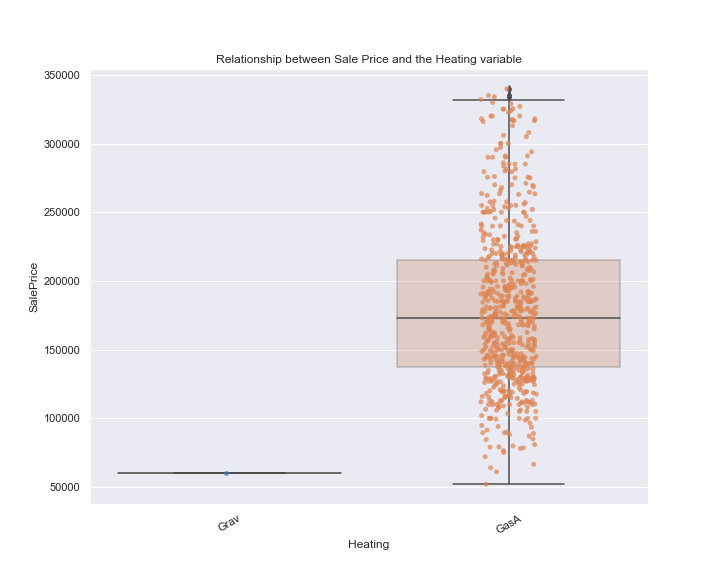 Relationship between Sale Price and the Heating variable
350000
300000
250000
200000
150000
100000
50000
SalePrice
Grav
GasA
Heating